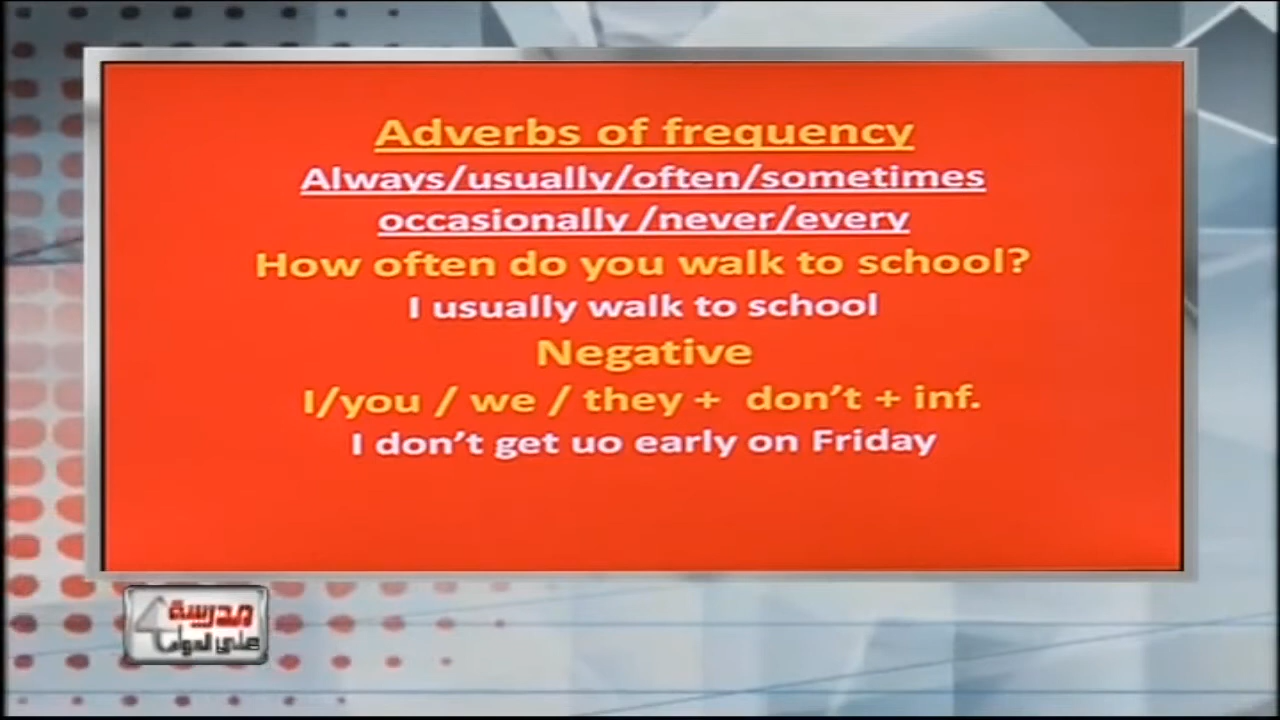 Adverbs of frequency
Always/usually/often/sometimes
occasionally /never/every
How often do you walk to school?
I usually walk to school
Negative
I/you / we / they + don’t + inf.
I don’t get uo early on Friday
مدرسة
على الهواء